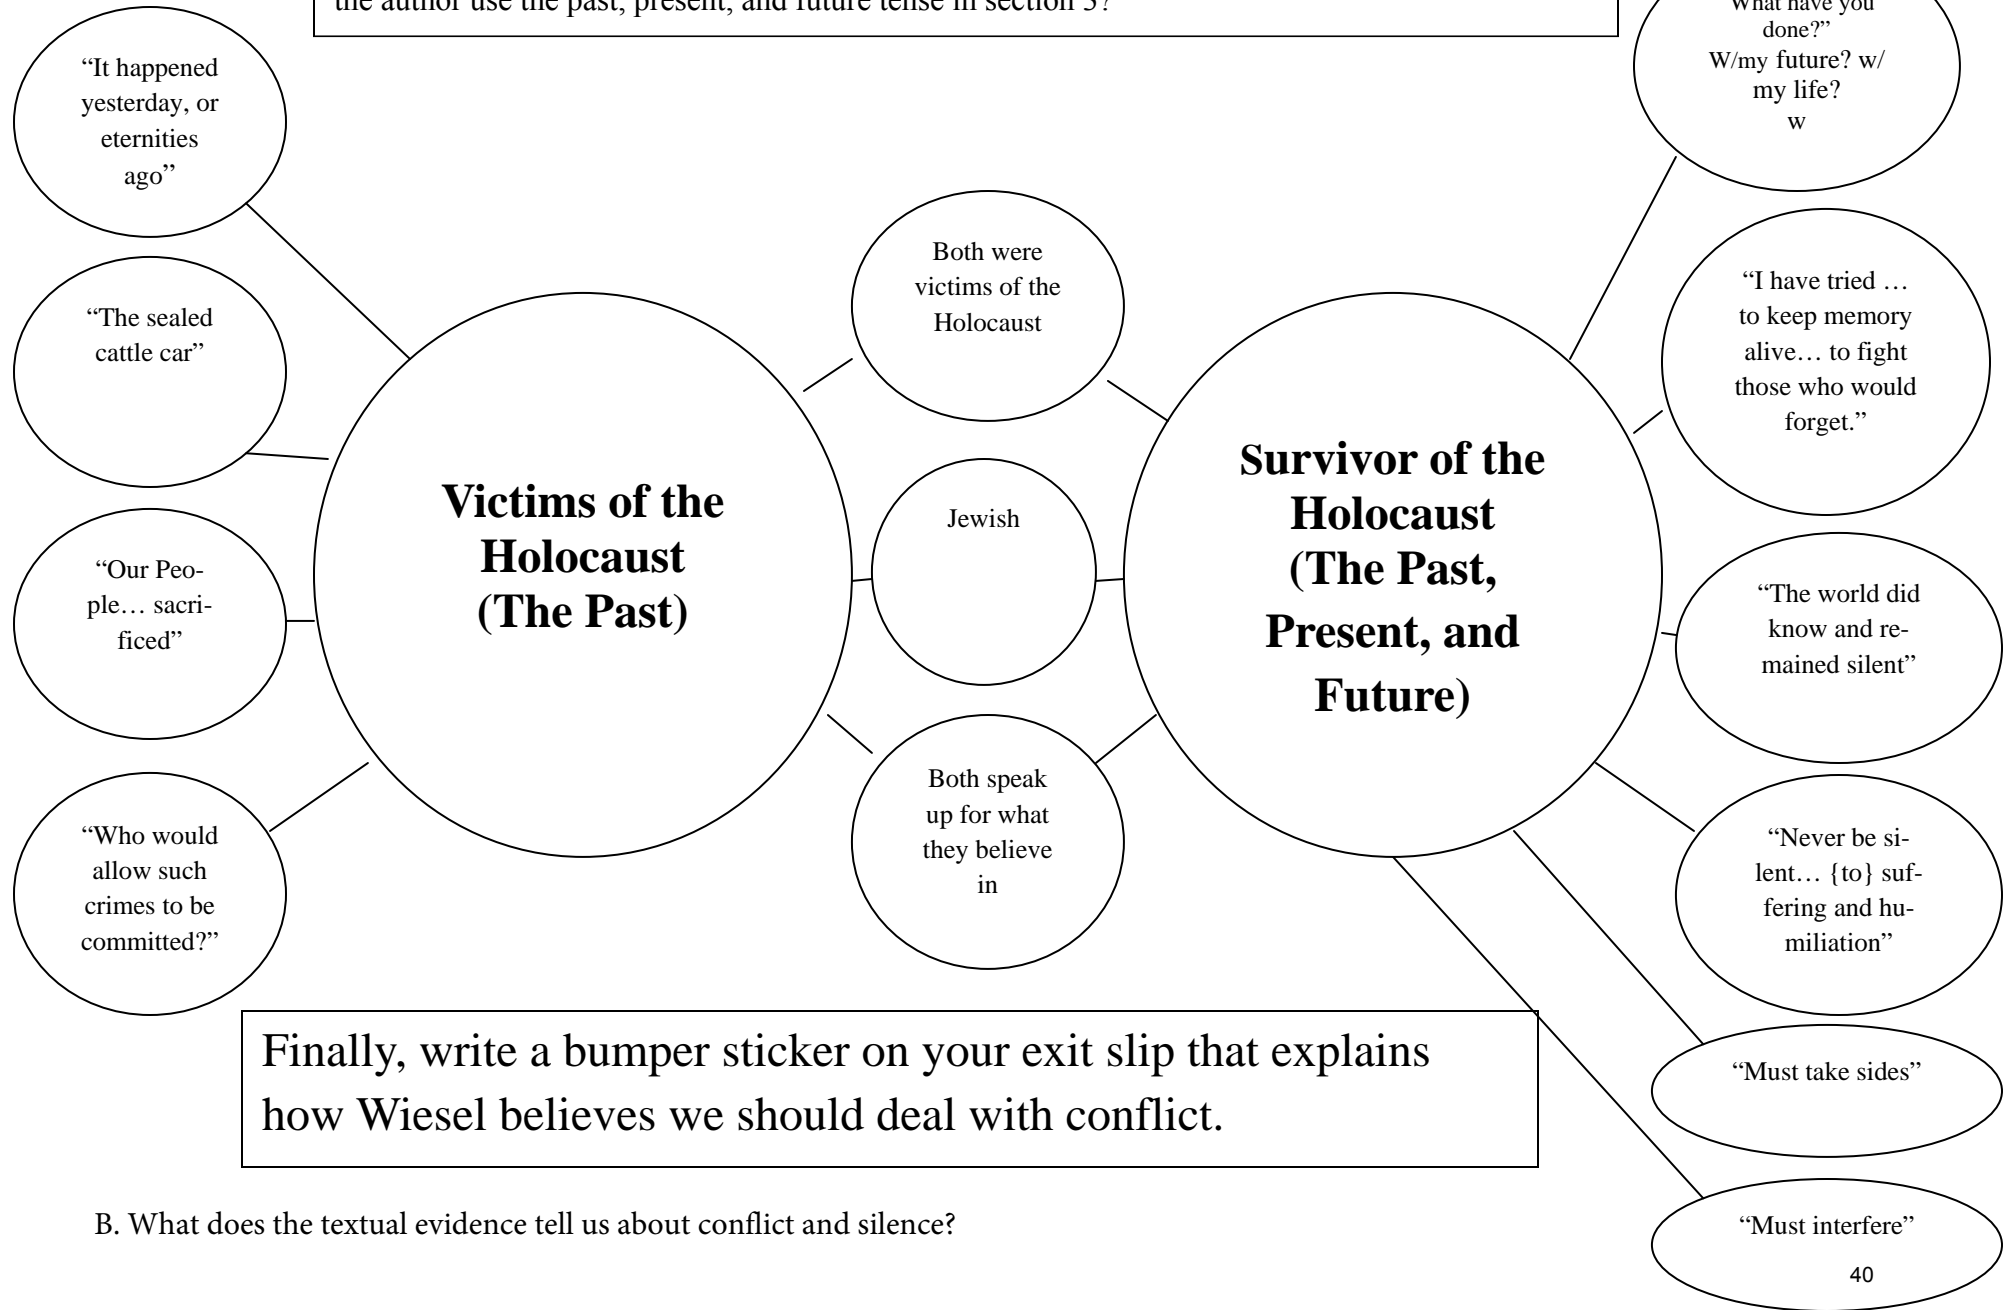 the author use the past, present, and future tense in section 3?
“It happened
yesterday, or
eternities
ago”
“The sealed
cattle car”
“Our Peo-
ple… sacri-
ficed”
“Who would
allow such
crimes to be
committed?”
Victims of the
Holocaust
(The Past)
Both were
victims of the
Holocaust
Jewish
Both speak
up for what
they believe
in
Survivor of the
Holocaust
(The Past,
Present, and
Future)
What have you
done?”
W/my future? w/
my life?
w
“I have tried …
to keep memory
alive… to fight
those who would
forget.”
“The world did
know and re-
mained silent”
“Never be si-
lent… {to} suf-
fering and hu-
miliation”
“Must take sides”
“Must interfere”
Finally, write a bumper sticker on your exit slip that explains
how Wiesel believes we should deal with conflict.
B. What does the textual evidence tell us about conflict and silence?
40